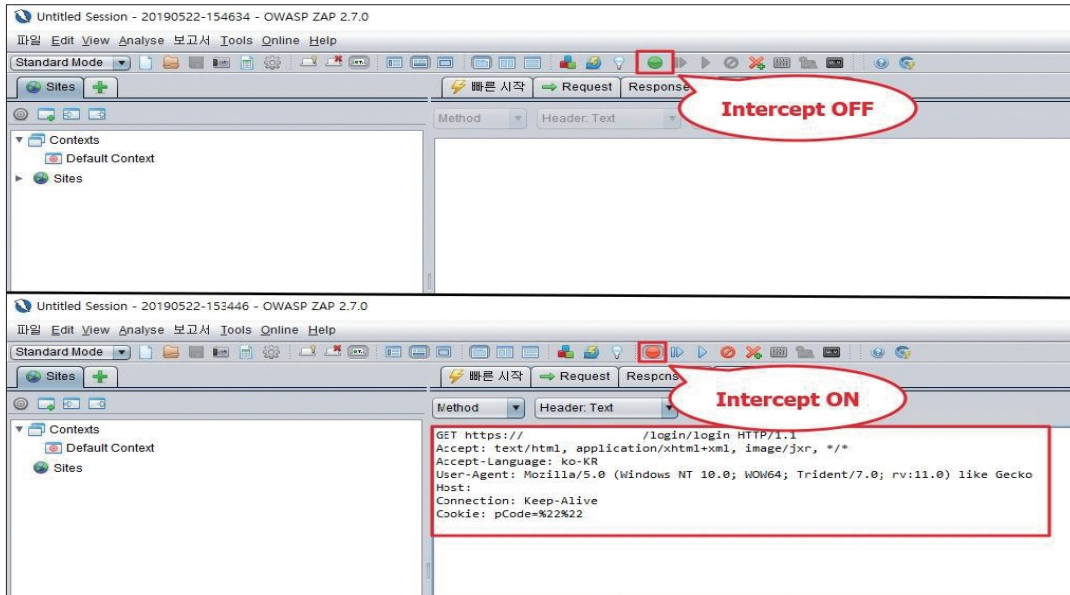 Untitled Session - 20190522-154634 - OWASP ZAP 2.7.0
파일 Edit View Analyse 보고서 Tools Online Help
Standard Mode
Sites
빠른 시작 Request Response
Intercept OFF
Method Header: Text
Contexts
Default Context
Sites
Untitled Session - 20190522-153446 - OWASP ZAP 2.7.0
파일 Edit View Analyse 보고서 Tools Online Help
Standard Mode
Sites
빠른 시작 Request Respons
Intercept ON
Method Header: Text
Contexts
Default Context
Sites
GET https:// /login/login HTTP/1.1
Accept: text/html, application/xhtml+xml, image/jxr, */*
Accept-Language: ko-KR
User-Agent: Mozilla/5.0 (Windows NT 10.0; WOW64; Trident/7.0; rv:11.0) like Gecko
Host:
Connection: Keep-Alive
Cookie: pCode=%22%22